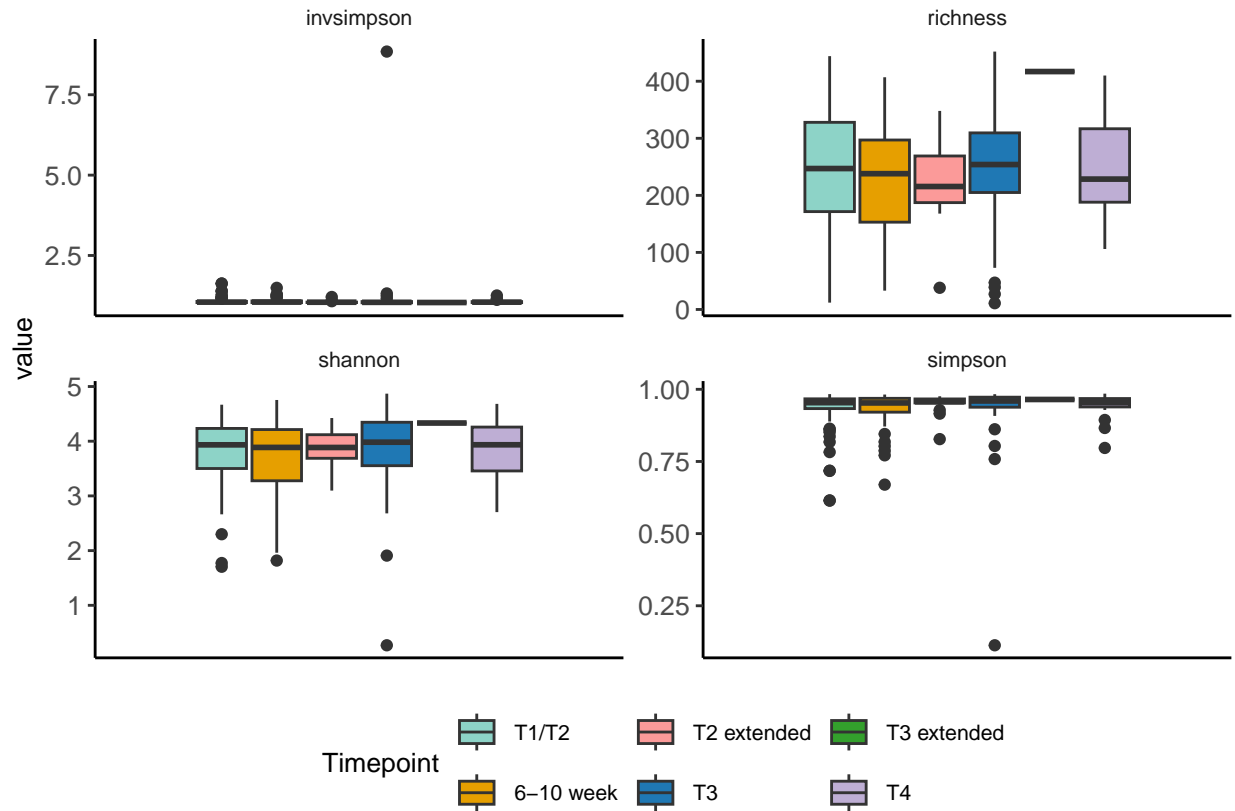 invsimpson
richness
7.5
5.0
2.5
400
300
200
100
0
value
shannon
simpson
5
4
3
2
1
1.00
0.75
0.50
0.25
Timepoint
T1/T2
T2 extended
T3 extended
6−10 week
T3
T4